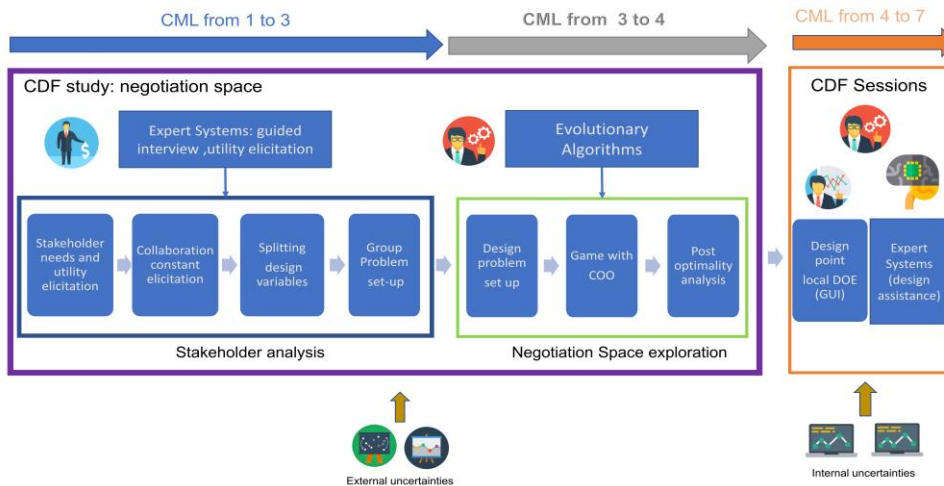 CML from 1 to 3
CML from 3 to 4
CML from 4 to 7
CDF study: negotiation space
Expert Systems: guided
interview ,utility elicitation
Evolutionary
Algorithms
Stakeholder
needs and
utility
elicitation
Collaboration
constant
elicitation
Splitting
design
variables
Group
Problem
set-up
Stakeholder analysis
Design
problem
set up
Game with
COO
Post
optimality
analysis
Negotiation Space exploration
CDF Sessions
Design
point
local DOE
(GUI)
Expert
Systems
(design
assistance)
External uncertainties
Internal uncertainties